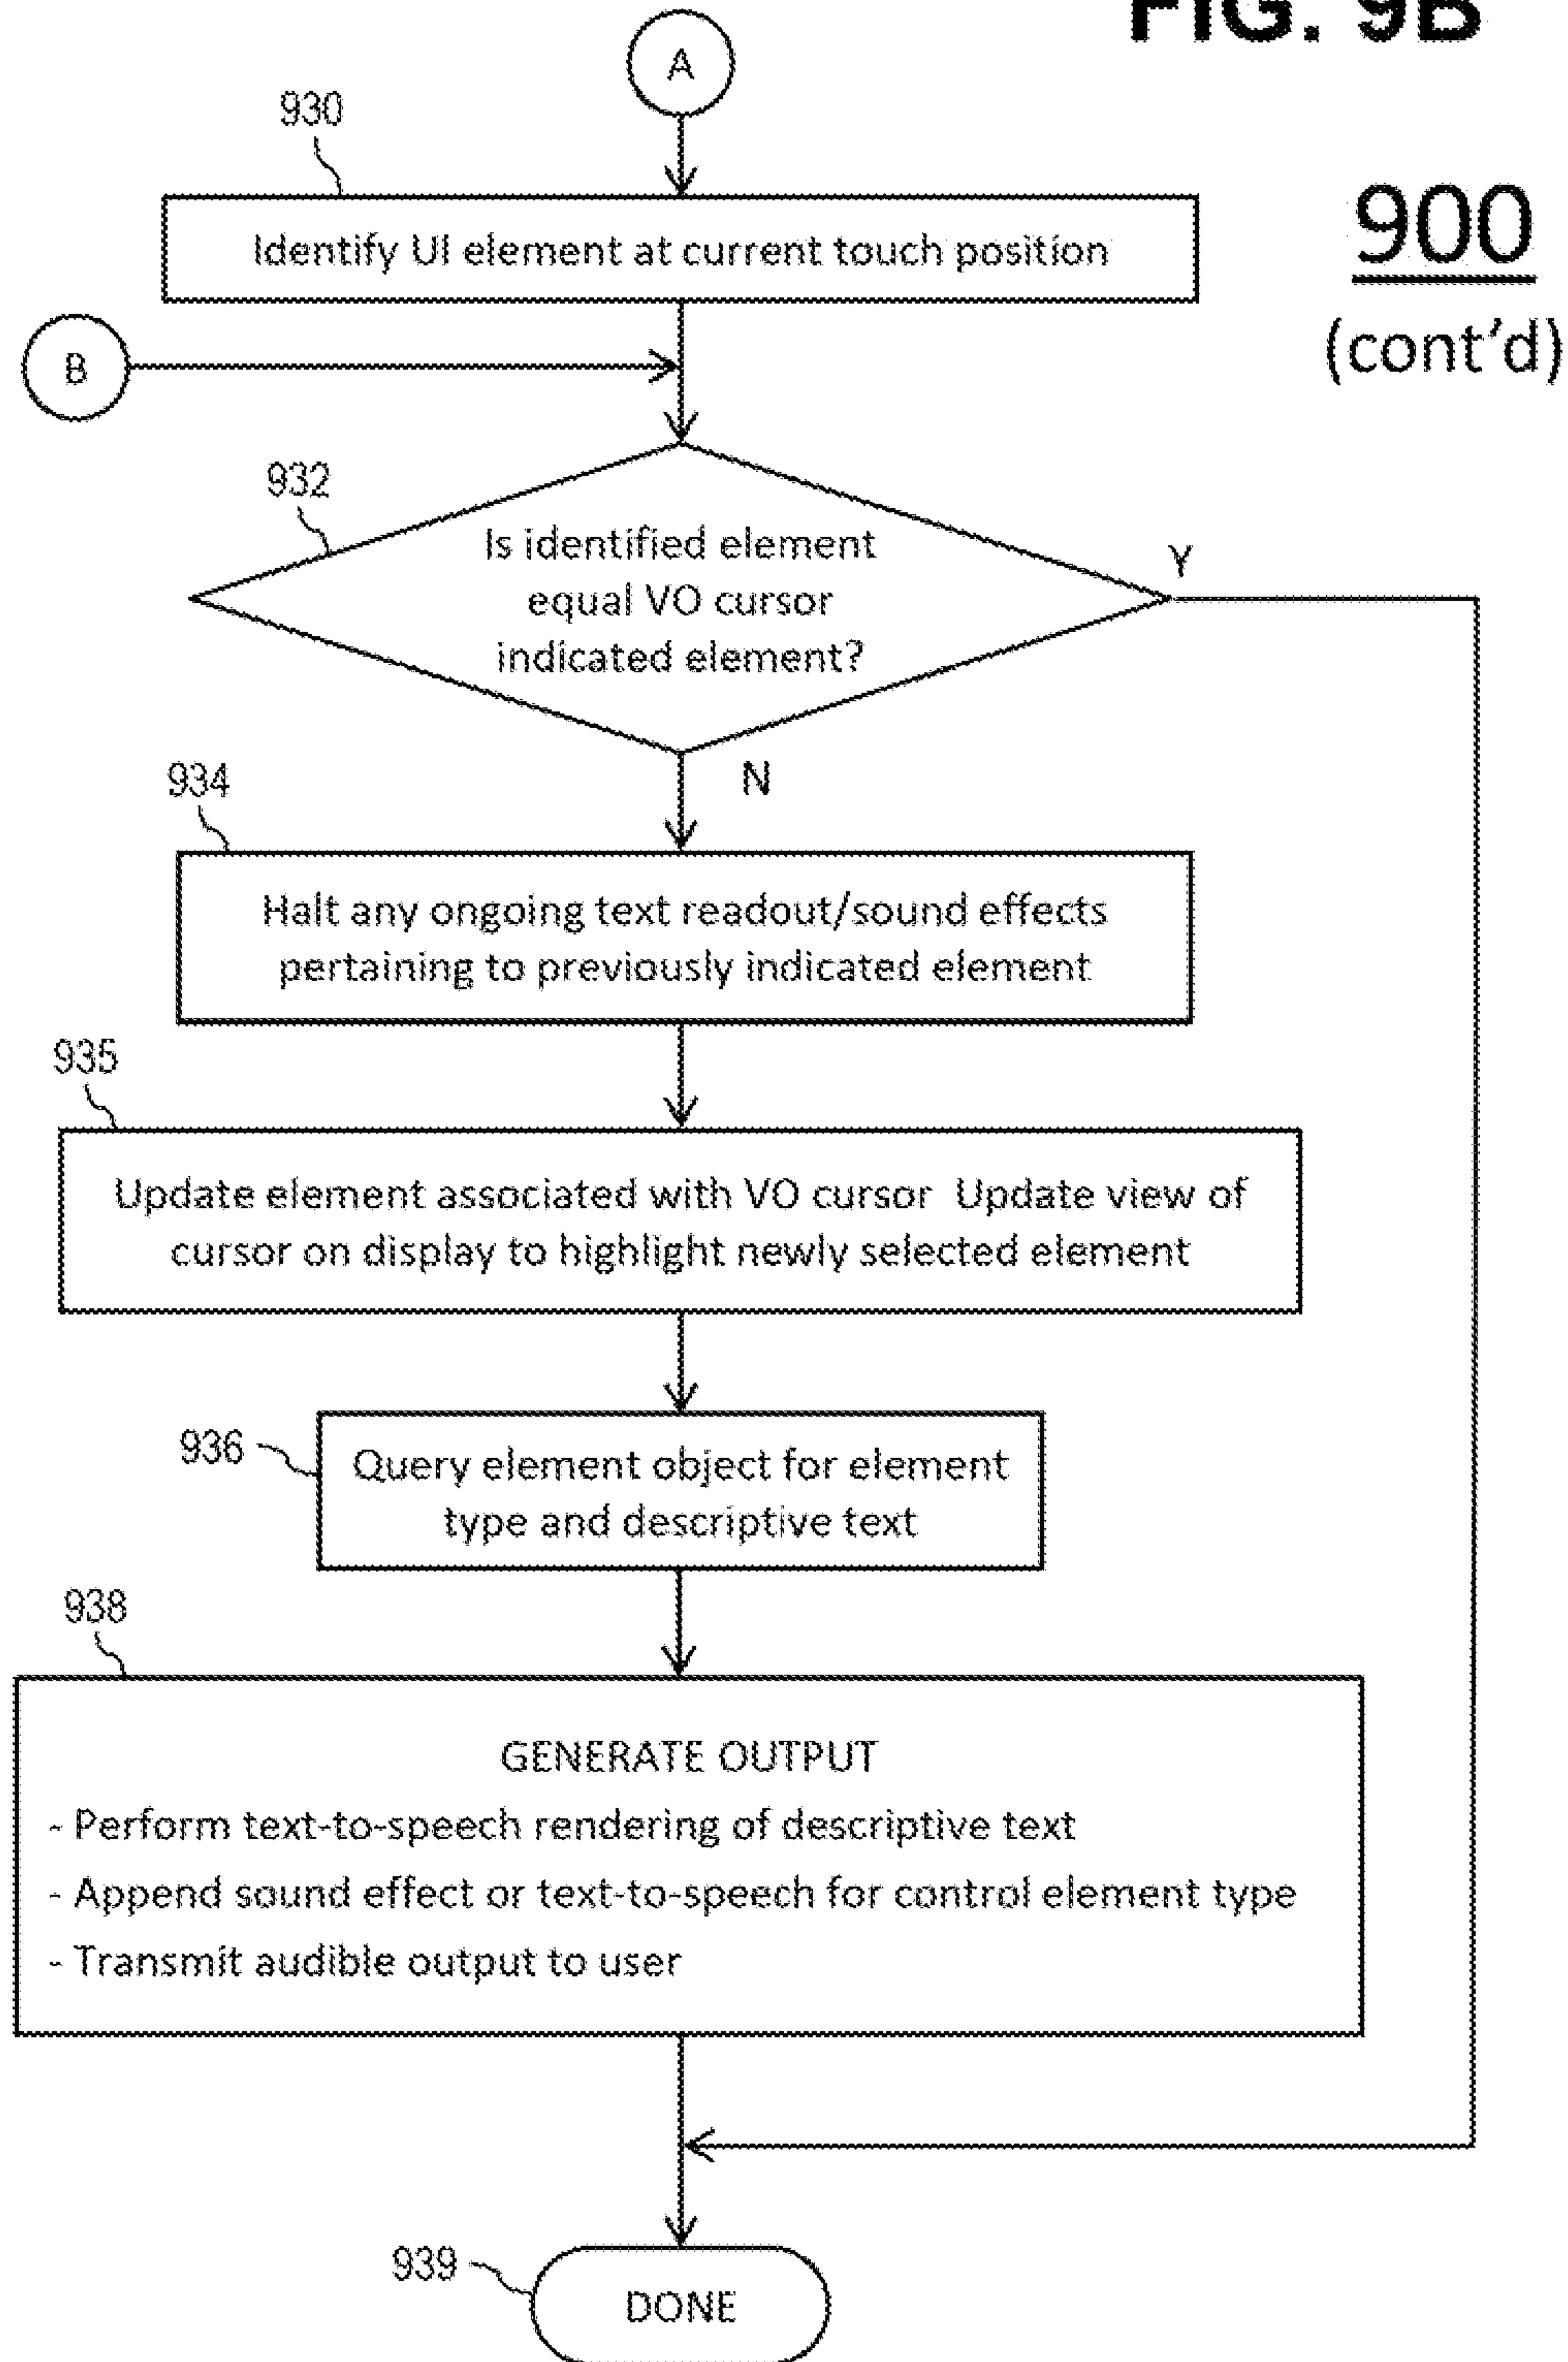 FIG. 9B
A
930
900
(cont'd)
Identify UI element at current touch position
B
932
Is identified element
equal VO cursor
indicated element?
Y
N
934
Halt any ongoing text readout/sound effects
pertaining to previously indicated element
935
Update element associated with VO cursor  Update view of
cursor on display to highlight newly selected element
936
Query element object for element
type and descriptive text
938
GENERATE OUTPUT
- Perform text-to-speech rendering of descriptive text
- Append sound effect or text-to-speech for control element type
- Transmit audible output to user
939
DONE